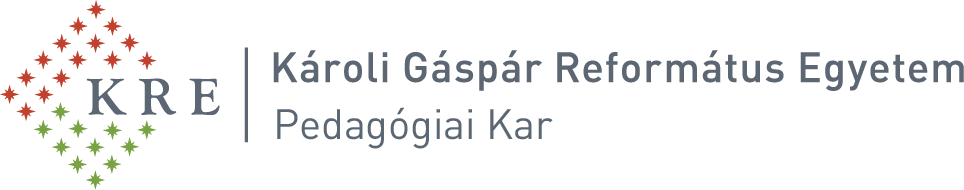 KRE
Károli Gáspár Református Egyetem
Pedagógiai Kar